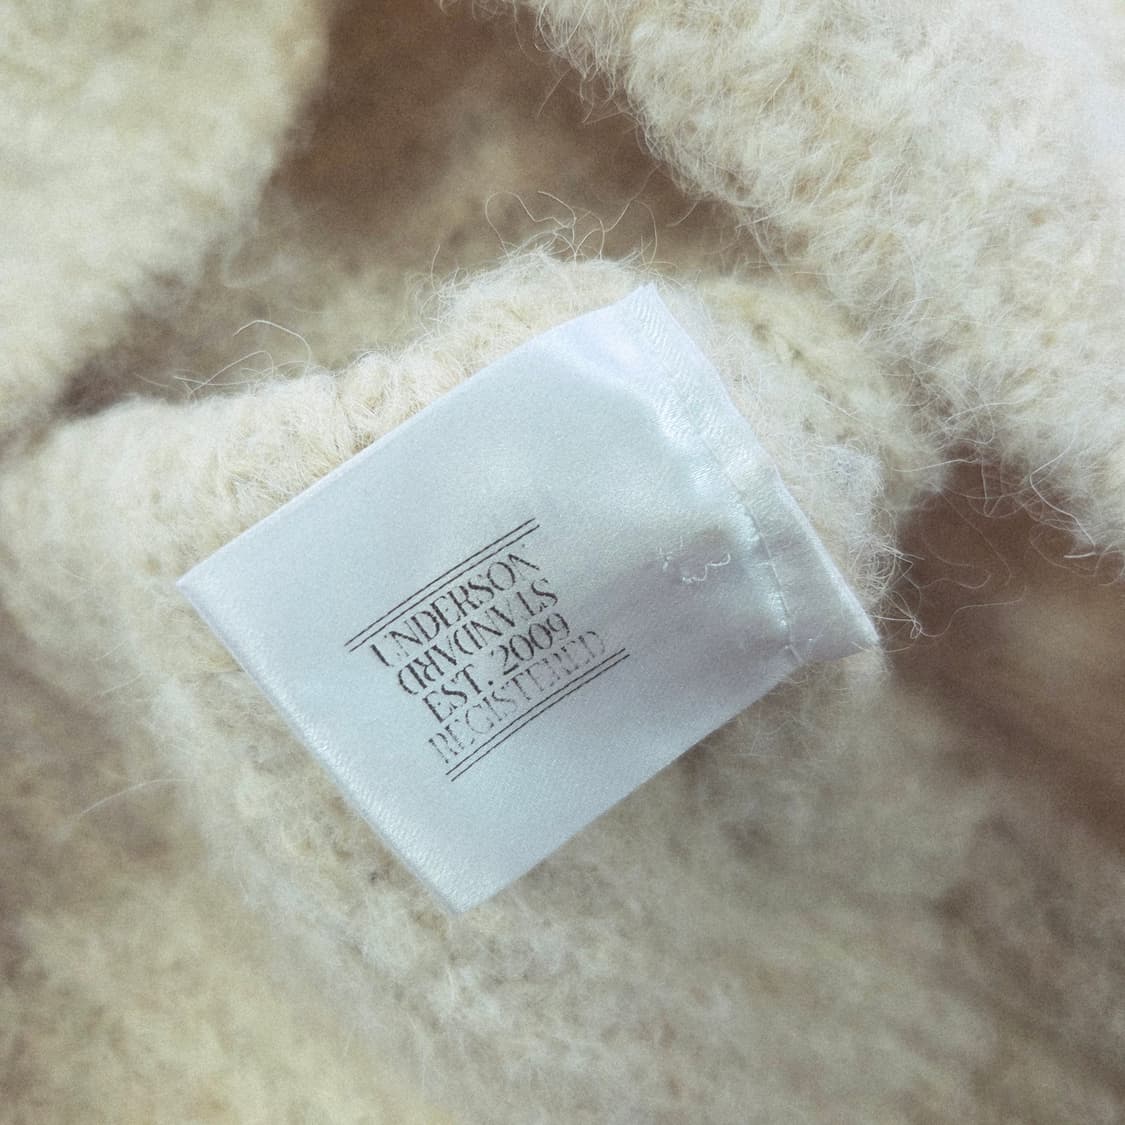 UNDERSON
STANDARD
EST. 2009
REGISTERED